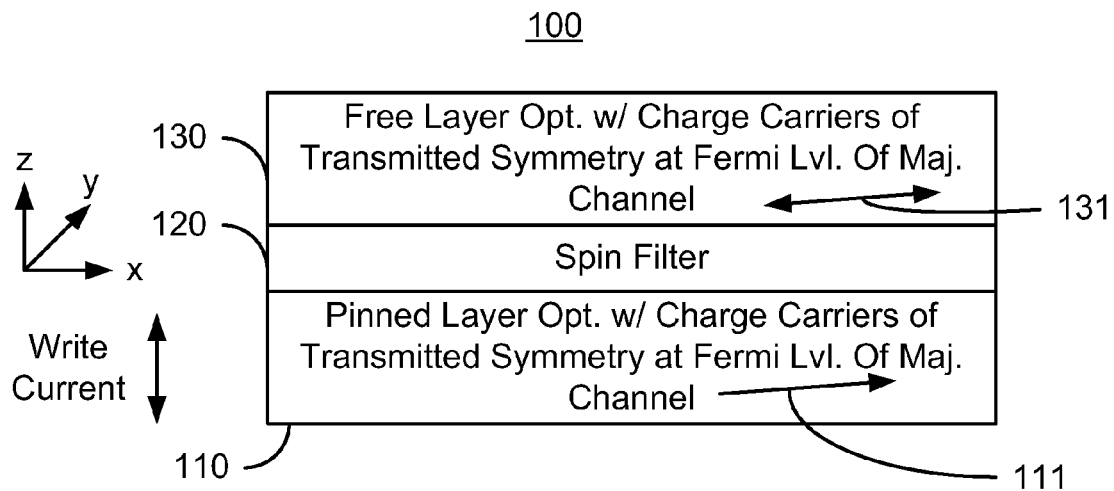 100
Free Layer Opt. w/ Charge Carriers of
Transmitted Symmetry at Fermi Lvl. Of Maj.
Channel
130
131
z
y
x
120
Spin Filter
Pinned Layer Opt. w/ Charge Carriers of
Transmitted Symmetry at Fermi Lvl. Of Maj.
Channel
Write
Current
110
111